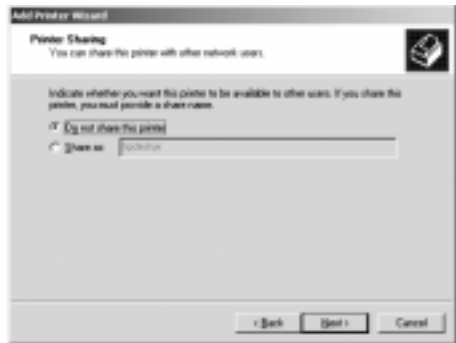 Add Printer Wizard
Printer Sharing
You can share this printer with other network users.
Indicate whether you want this printer to be available to other users. If you share this
printer, you must provide a share name.
Do not share this printer
Share as:
< Back Next > Cancel